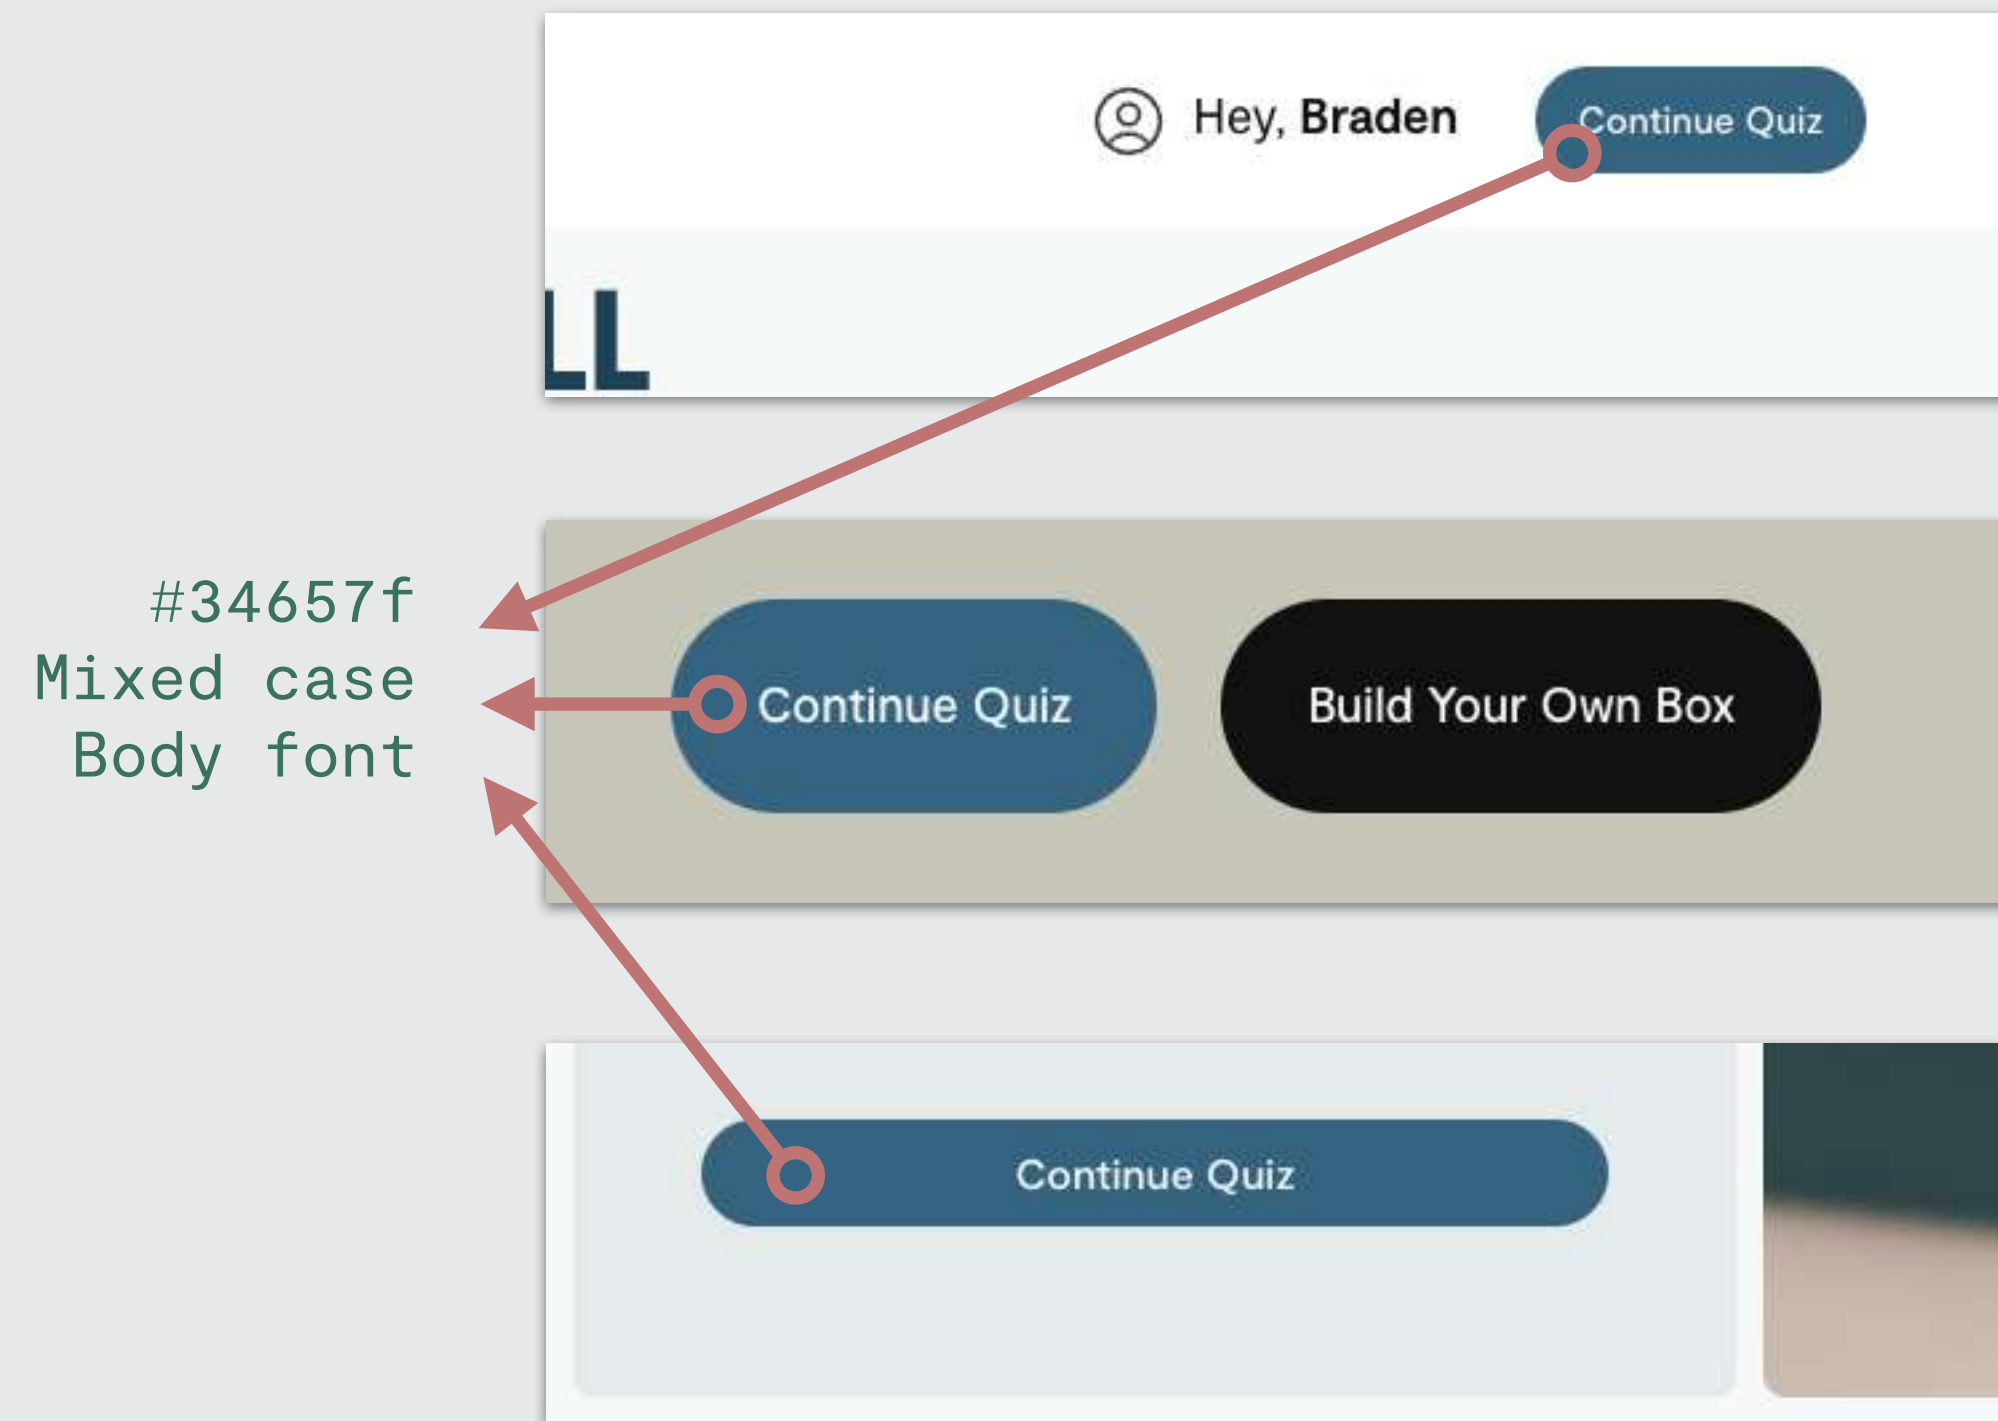 Hey, Braden
Continue Quiz
LL
#34657f
Mixed case
Body font
Continue Quiz
Build Your Own Box
Continue Quiz